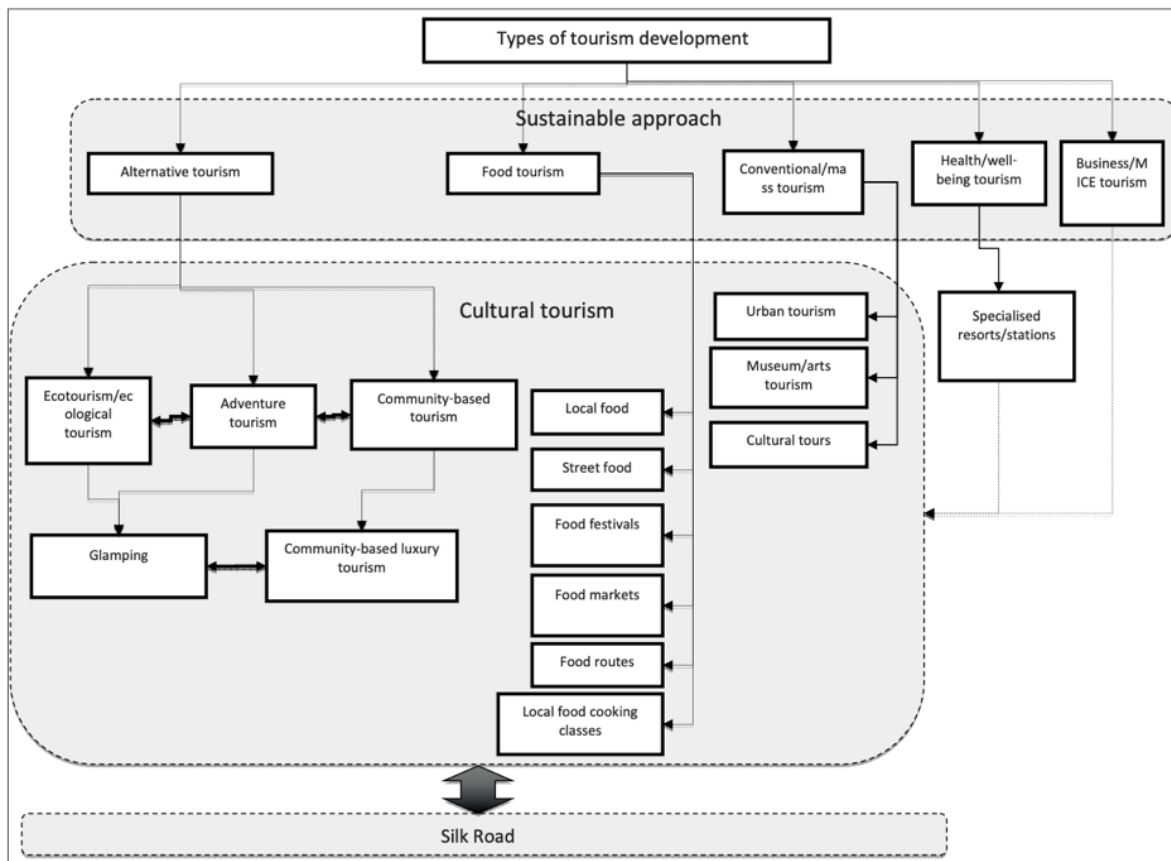 Types of tourism development
Sustainable approach
Alternative tourism
Food tourism
Conventional/ma
ss tourism
Health/well-
being tourism
Business/M
ICE tourism
Cultural tourism
Urban tourism
Museum/arts
tourism
Cultural tours
Specialised
resorts/stations
Ecotourism/ec
ological
tourism
Adventure
tourism
Community-based
tourism
Glamping
Community-based luxury
tourism
Local food
Street food
Food festivals
Food markets
Food routes
Local food cooking
classes
Silk Road